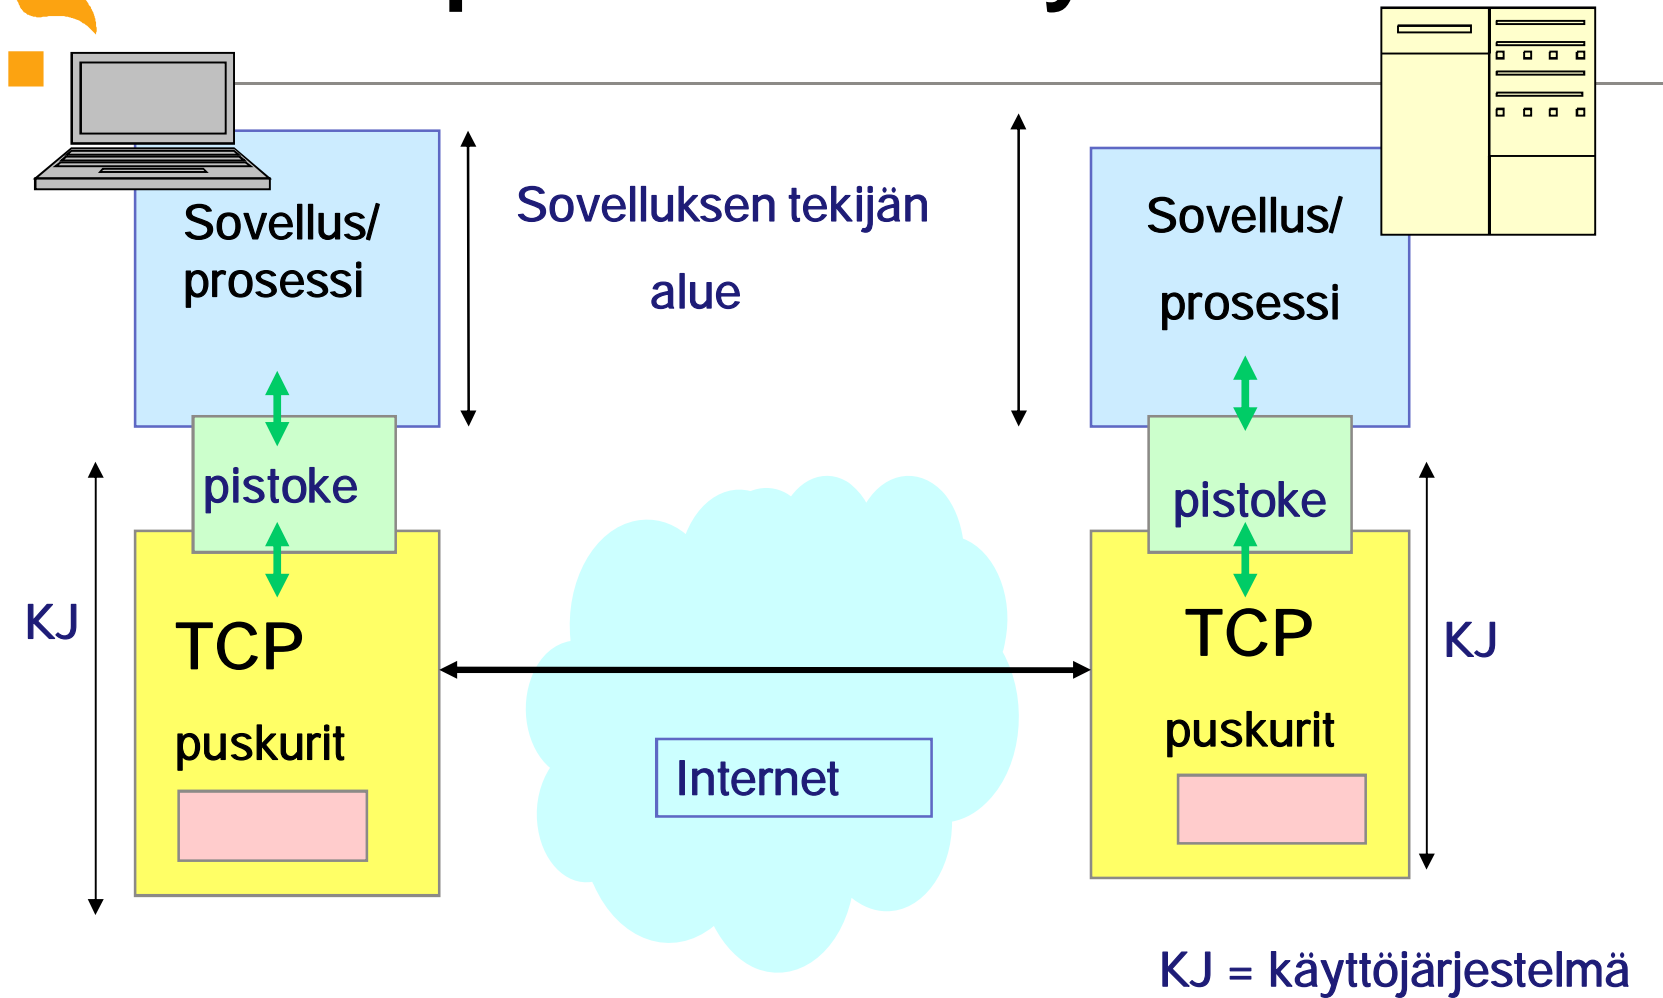 Sovellus/
prosessi
Sovelluksen tekijän
alue
Sovellus/
prosessi
pistoke
pistoke
KJ
TCP
puskurit
Internet
TCP
puskurit
KJ
KJ = käyttöjärjestelmä